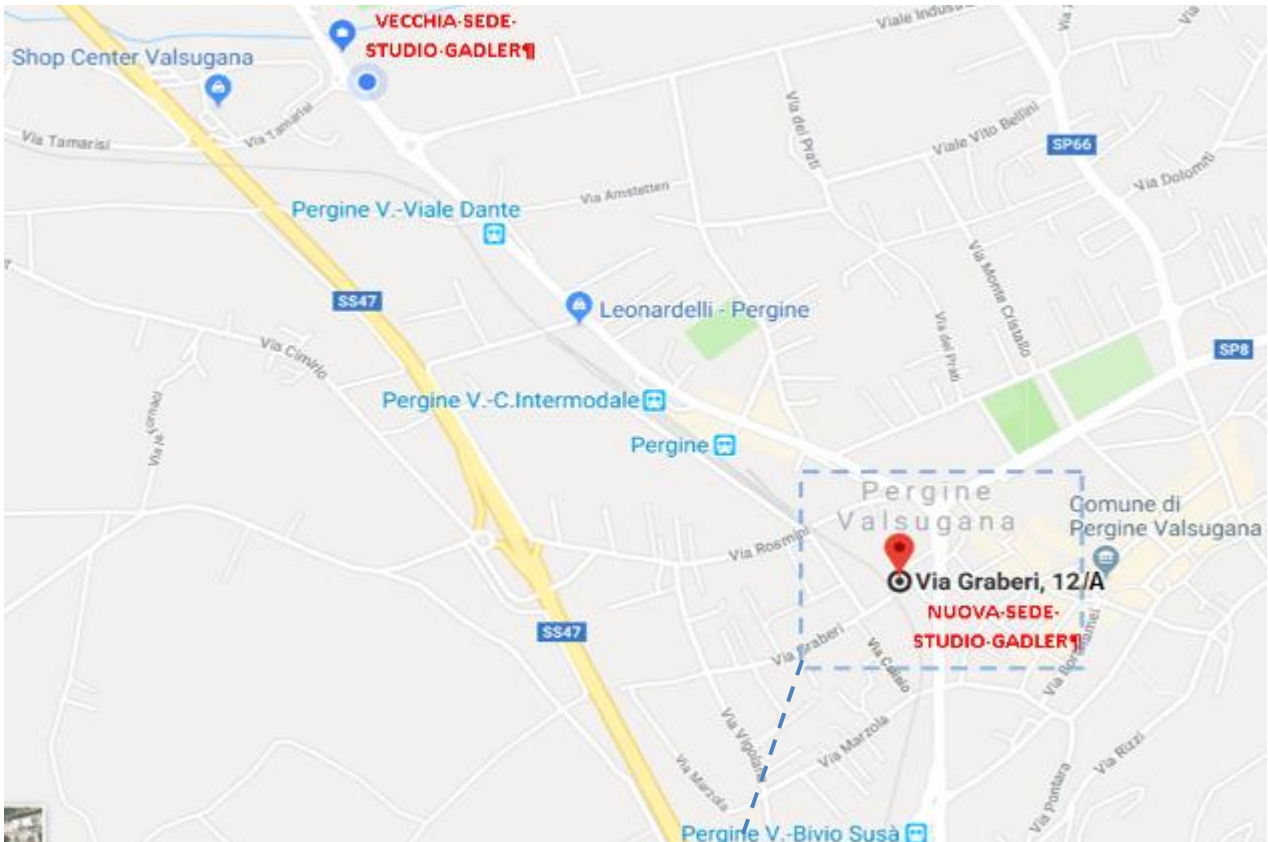 VECCHIA-SEDE-
STUDIO-GADLER¶
Viale Indus
Via
Shop Center Valsugana
Via Tamarisi
Via Tamarisi
Via dei Prati
Viale Vito Bellini
SP66
Via Dolomiti
Via Amstetten
Pergine V.-Viale Dante
Via Monte Cristallo
SS47
Leonardelli - Pergine
Via dei Prati
SP8
Via Cimirlo
Pergine V.-C.Intermodale
Via al Fornaci
Pergine
Pergine
Valsugana
Comune di
Pergine Valsugana
Via Rosmini
Via Graberi, 12/A
NUOVA-SEDE-
STUDIO-GADLER¶
SS47
Via Graberi
Via Caisio
Via Marzola
Via Rizzi
Via Marzola
Via Pontara
Pergine V.-Bivio Susà